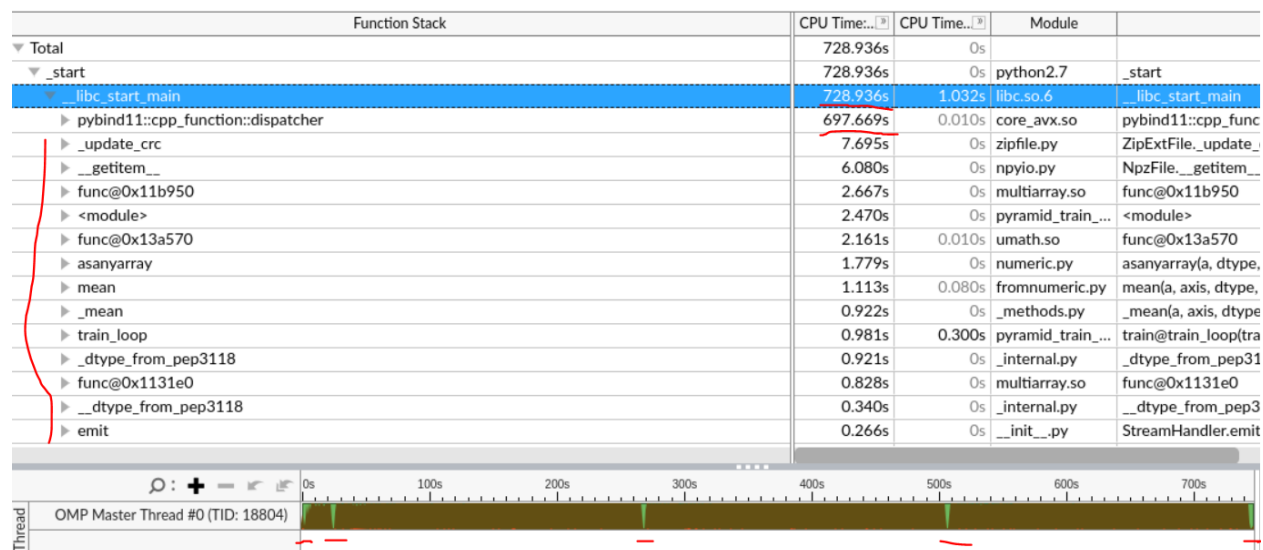 Function Stack CPU Time:.. CPU Time... Module
Total 728.936s 0s
_start 728.936s 0s python2.7 _start
__libc_start_main 728.936s 1.032s libc.so.6 __libc_start_main
pybind11::cpp_function::dispatcher 697.669s 0.010s core_avx.so pybind11::cpp_func
_update_crc 7.695s 0s zipfile.py ZipExtFile._update_
__getitem__ 6.080s 0s npyio.py NpzFile.__getitem__
func@0x11b950 2.667s 0s multiarray.so func@0x11b950
<module> 2.470s 0s pyramid_train_... <module>
func@0x13a570 2.161s 0.010s umath.so func@0x13a570
asanyarray 1.779s 0s numeric.py asanyarray(a, dtype,
mean 1.113s 0.080s fromnumeric.py mean(a, axis, dtype,
_mean 0.922s 0s _methods.py _mean(a, axis, dtype
train_loop 0.981s 0.300s pyramid_train_... train@train_loop(tra
_dtype_from_pep3118 0.921s 0s _internal.py _dtype_from_pep31
func@0x1131e0 0.828s 0s multiarray.so func@0x1131e0
__dtype_from_pep3118 0.340s 0s _internal.py __dtype_from_pep3
emit 0.266s 0s __init__.py StreamHandler.emit
0s 100s 200s 300s 400s 500s 600s 700s
Thread OMP Master Thread #0 (TID: 18804)